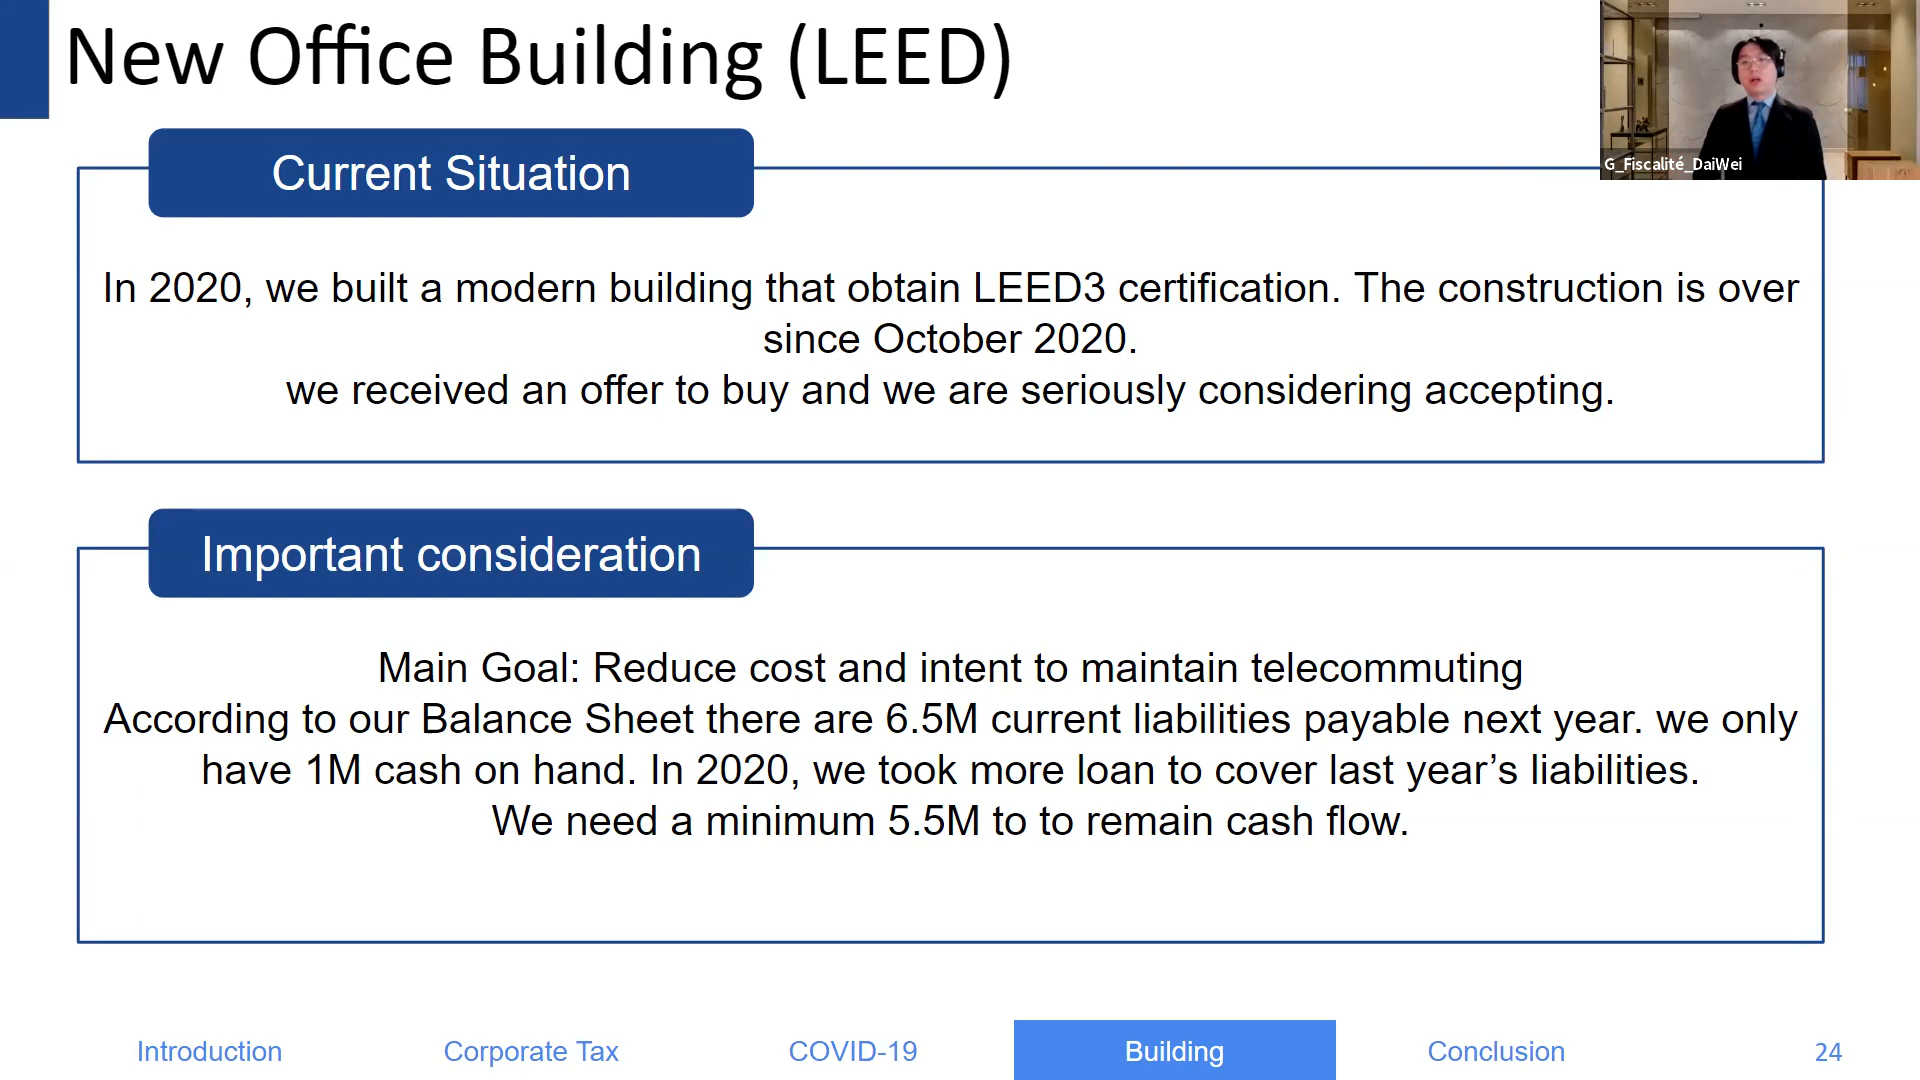 New Office Building (LEED)
G_Fiscalité_DaiWei
Current Situation
In 2020, we built a modern building that obtain LEED3 certification. The construction is over
since October 2020.
we received an offer to buy and we are seriously considering accepting.
Important consideration
Main Goal: Reduce cost and intent to maintain telecommuting
According to our Balance Sheet there are 6.5M current liabilities payable next year. we only
have 1M cash on hand. In 2020, we took more loan to cover last year’s liabilities.
We need a minimum 5.5M to to remain cash flow.
Introduction
Corporate Tax
COVID-19
Building
Conclusion
24